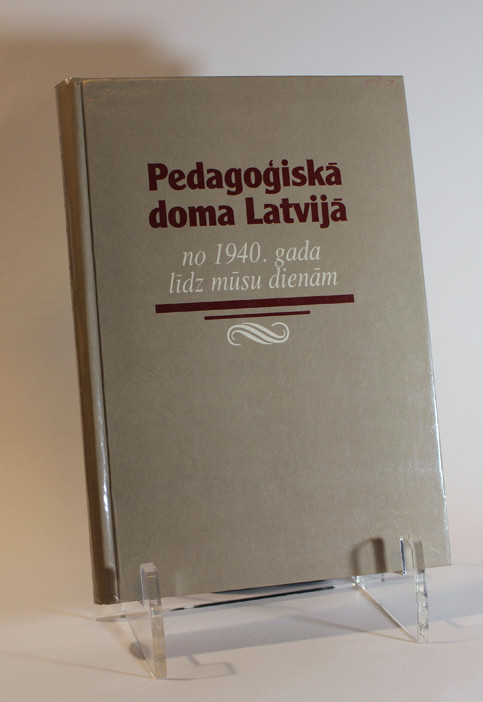 Pedagoģiskā
doma Latvijā
no 1940. gada
līdz mūsu dienām